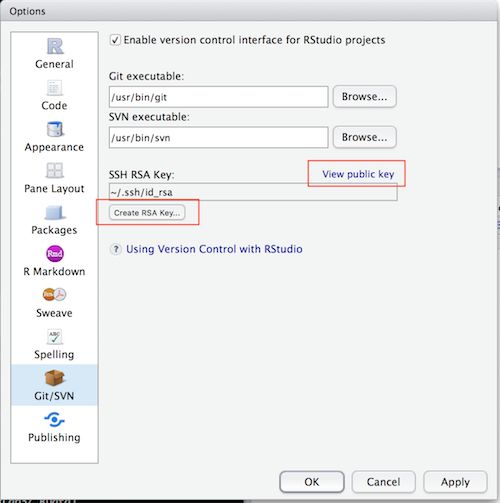 Options
General
Code
Appearance
Pane Layout
Packages
Rmd
R Markdown
Rnw
Sweave
ABC
Spelling
Git/SVN
Publishing
Enable version control interface for RStudio projects
Git executable:
/usr/bin/git
Browse...
SVN executable:
/usr/bin/svn
Browse...
SSH RSA Key:
View public key
~/.ssh/id_rsa
Create RSA Key...
? Using Version Control with RStudio
OK
Cancel
Apply